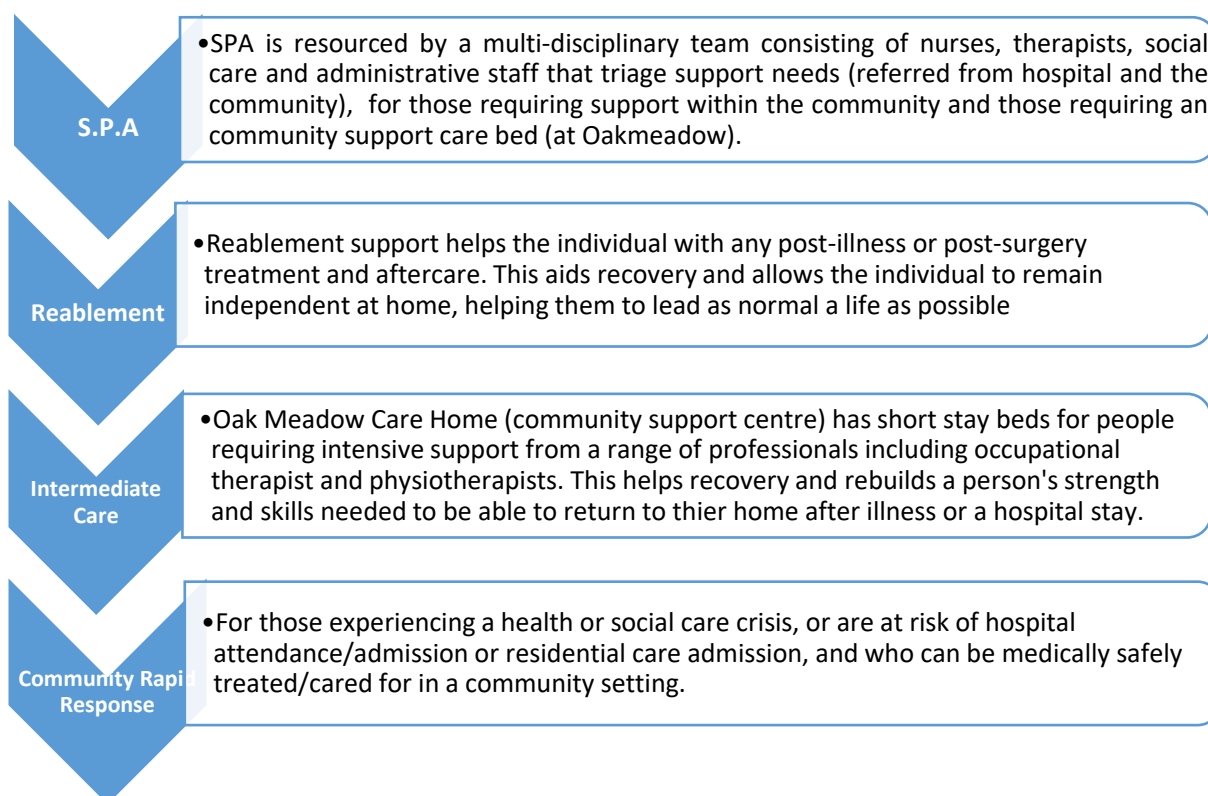 S.P.A
•SPA is resourced by a multi-disciplinary team consisting of nurses, therapists, social
care and administrative staff that triage support needs (referred from hospital and the
community), for those requiring support within the community and those requiring an
community support care bed (at Oakmeadow).
Reablement
•Reablement support helps the individual with any post-illness or post-surgery
treatment and aftercare. This aids recovery and allows the individual to remain
independent at home, helping them to lead as normal a life as possible
Intermediate
Care
•Oak Meadow Care Home (community support centre) has short stay beds for people
requiring intensive support from a range of professionals including occupational
therapist and physiotherapists. This helps recovery and rebuilds a person's strength
and skills needed to be able to return to thier home after illness or a hospital stay.
Community Rapid
Response
•For those experiencing a health or social care crisis, or are at risk of hospital
attendance/admission or residential care admission, and who can be medically safely
treated/cared for in a community setting.